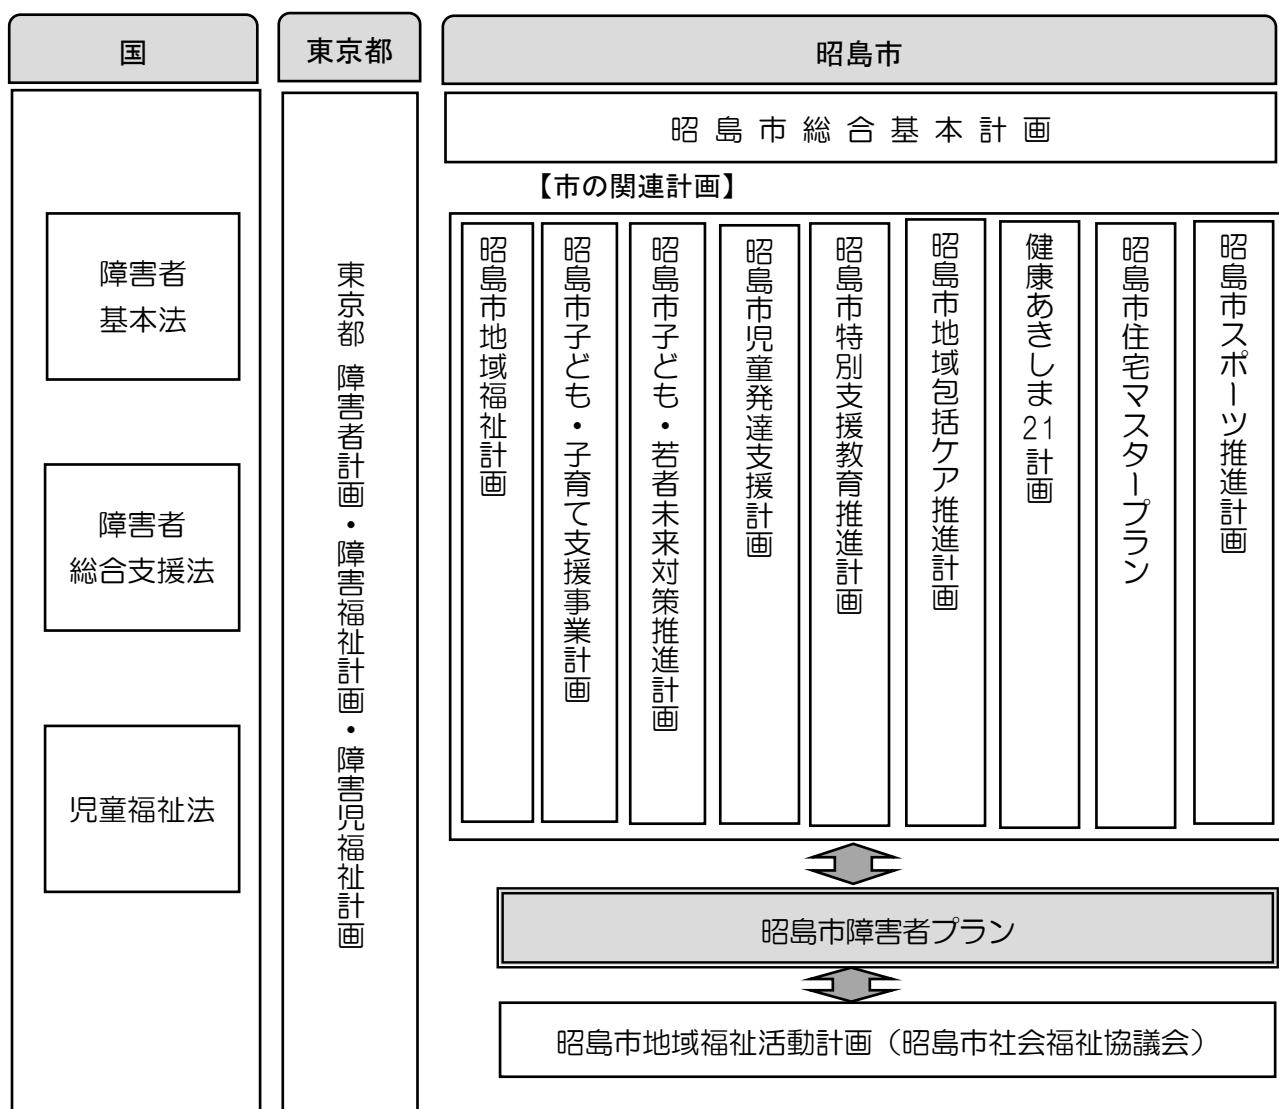 国
東京都
昭島市
障害者
基本法
障害者
総合支援法
児童福祉法
東京都 障害者計画・障害福祉計画・障害児福祉計画
昭島市総合基本計画
【市の関連計画】
昭島市地域福祉計画
昭島市子ども・子育て支援事業計画
昭島市子ども・若者未来対策推進計画
昭島市児童発達支援計画
昭島市特別支援教育推進計画
昭島市地域包括ケア推進計画
健康あきしま21計画
昭島市住宅マスタープラン
昭島市スポーツ推進計画
昭島市障害者プラン
昭島市地域福祉活動計画（昭島市社会福祉協議会）